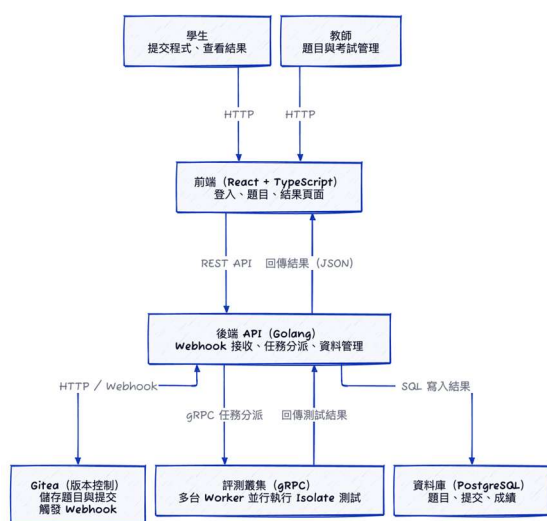 學生
提交程式、查看結果
教師
題目與考試管理
HTTP
HTTP
前端 (React + TypeScript)
登入、題目、結果頁面
REST API
回傳結果 (JSON)
後端 API (Golang)
Webhook 接收、任務分派、資料管理
HTTP / Webhook
gRPC 任務分派
回傳測試結果
SQL 寫入結果
Gitea (版本控制)
儲存題目與提交
觸發 Webhook
評測叢集 (gRPC)
多台 Worker 並行執行 Isolate 測試
資料庫 (PostgreSQL)
題目、提交、成績